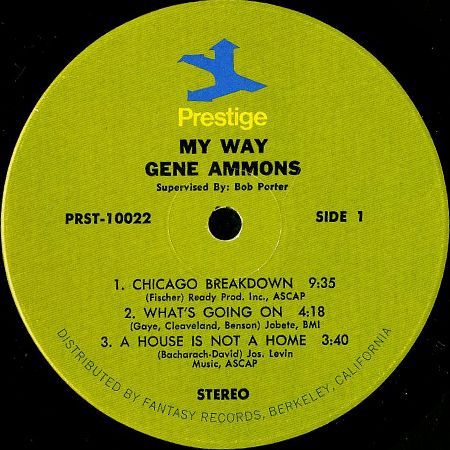 Prestige
MY WAY
GENE AMMONS
Supervised By: Bob Porter
PRST-10022
SIDE 1
1. CHICAGO BREAKDOWN 9:35
(Fischer) Ready Prod. Inc., ASCAP
2. WHAT'S GOING ON 4:18
(Gaye, Cleaveland, Benson) Jobete, BMI
3. A HOUSE IS NOT A HOME 3:40
(Bacharach-David) Jos. Levin
Music, ASCAP
STEREO
DISTRIBUTED BY FANTASY RECORDS, BERKELEY, CALIFORNIA